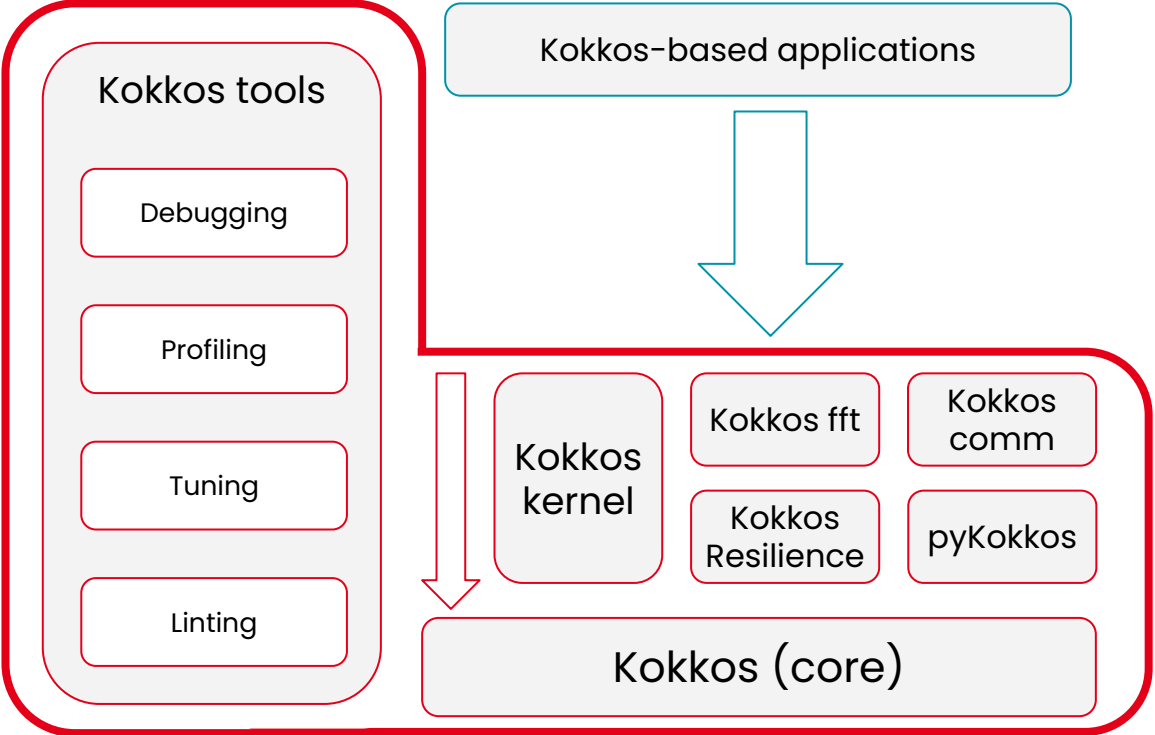 Kokkos tools
Debugging
Profiling
Tuning
Linting
Kokkos-based applications
Kokkos
kernel
Kokkos fft
Kokkos
comm
Kokkos
Resilience
pyKokkos
Kokkos (core)